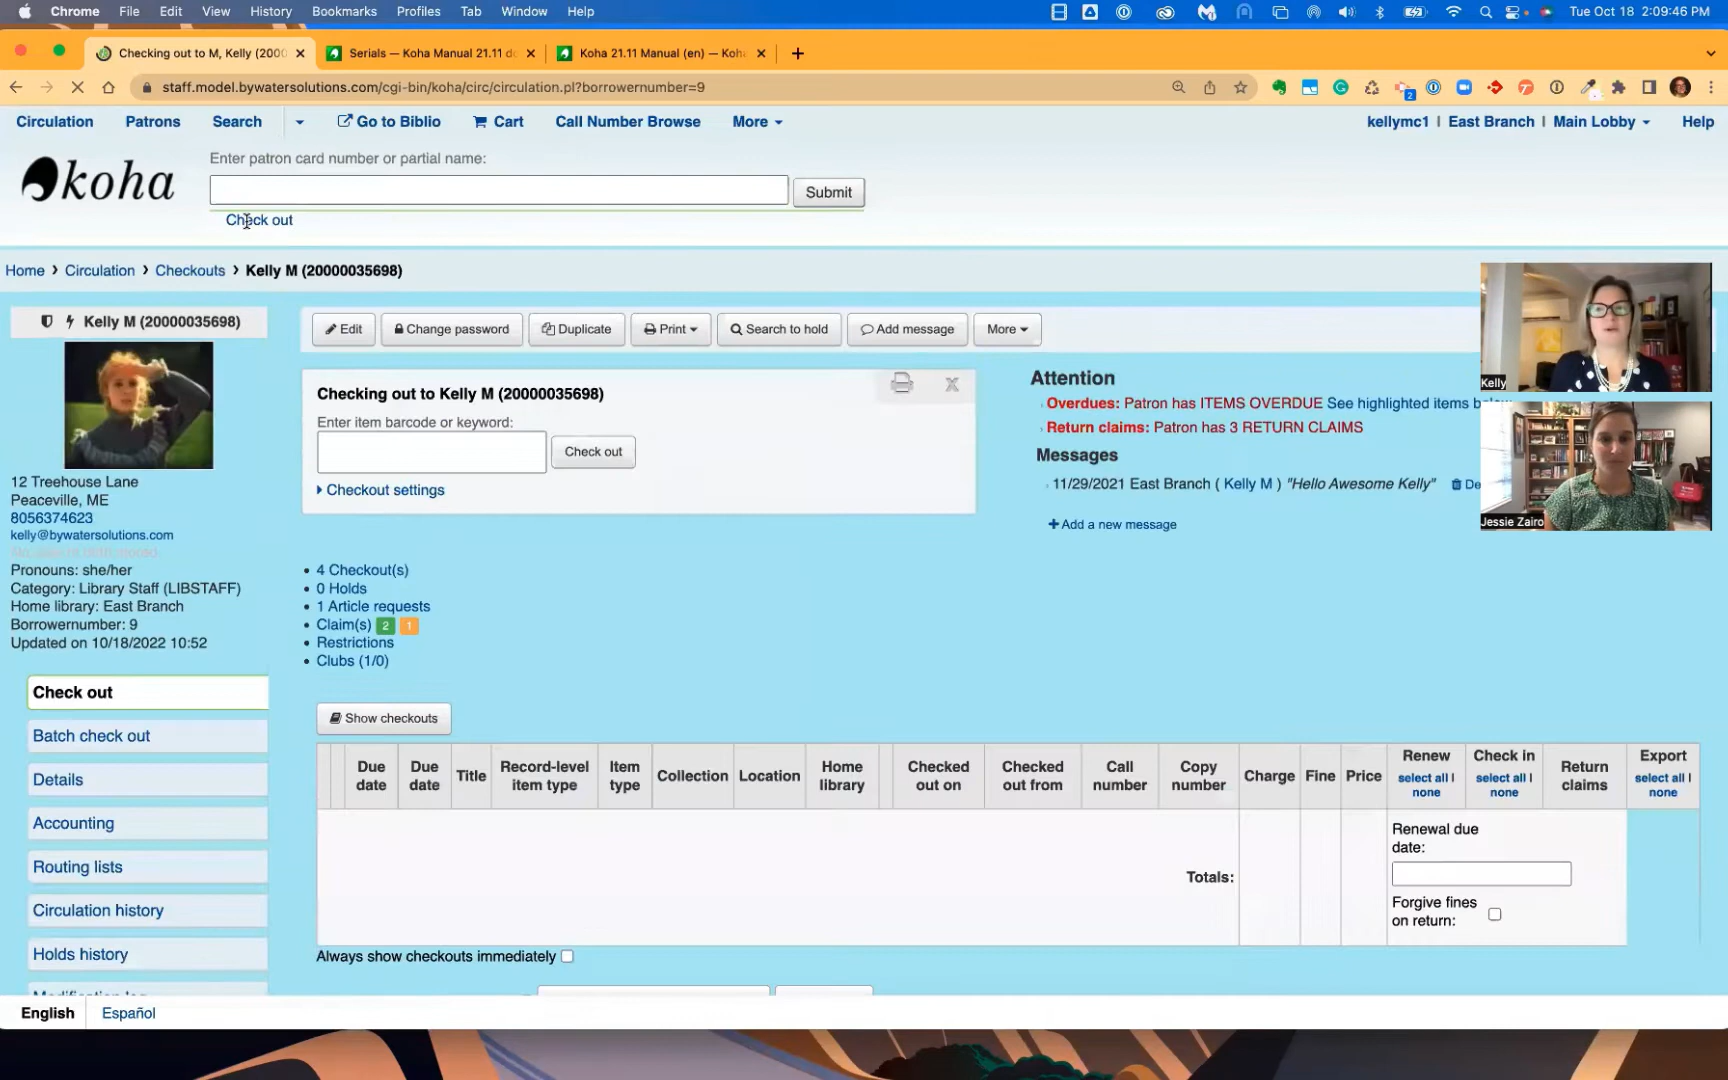 Chrome File Edit View History Bookmarks Profiles Tab Window Help Tue Oct 18 2:09:46 PM
Checking out to M, Kelly (2000 Serials — Koha Manual 21.11 do Koha 21.11 Manual (en) — Koha
staff.model.bywatersolutions.com/cgi-bin/koha/circ/circulation.pl?borrowernumber=9
2
Circulation Patrons Search Go to Biblio Cart Call Number Browse More kellymc1 | East Branch | Main Lobby Help
koha
Enter patron card number or partial name:
Submit
Check out
Home › Circulation › Checkouts › Kelly M (20000035698)
Kelly M (20000035698)
12 Treehouse Lane
Peaceville, ME
8056374623
kelly@bywatersolutions.com
Pronouns: she/her
Category: Library Staff (LIBSTAFF)
Home library: East Branch
Borrowernumber: 9
Updated on 10/18/2022 10:52
Check out
Batch check out
Details
Accounting
Routing lists
Circulation history
Holds history
Edit Change password Duplicate Print Search to hold Add message More
Checking out to Kelly M (20000035698)
X
Enter item barcode or keyword:
Check out
Checkout settings
Attention
Overdues: Patron has ITEMS OVERDUE See highlighted items
Return claims: Patron has 3 RETURN CLAIMS
Messages
11/29/2021 East Branch ( Kelly M ) "Hello Awesome Kelly" De
+ Add a new message
Kelly
Jessie Zairo
• 4 Checkout(s)
• 0 Holds
• 1 Article requests
• Claim(s) 2 1
• Restrictions
• Clubs (1/0)
Show checkouts
Due date Due date Title Record-level item type Item type Collection Location Home library Checked out on Checked out from Call number Copy number Charge Fine Price Renew select all | none Check in select all | none Return claims Export select all | none
Totals:
Renewal due date:
Forgive fines on return:
Always show checkouts immediately
English Español